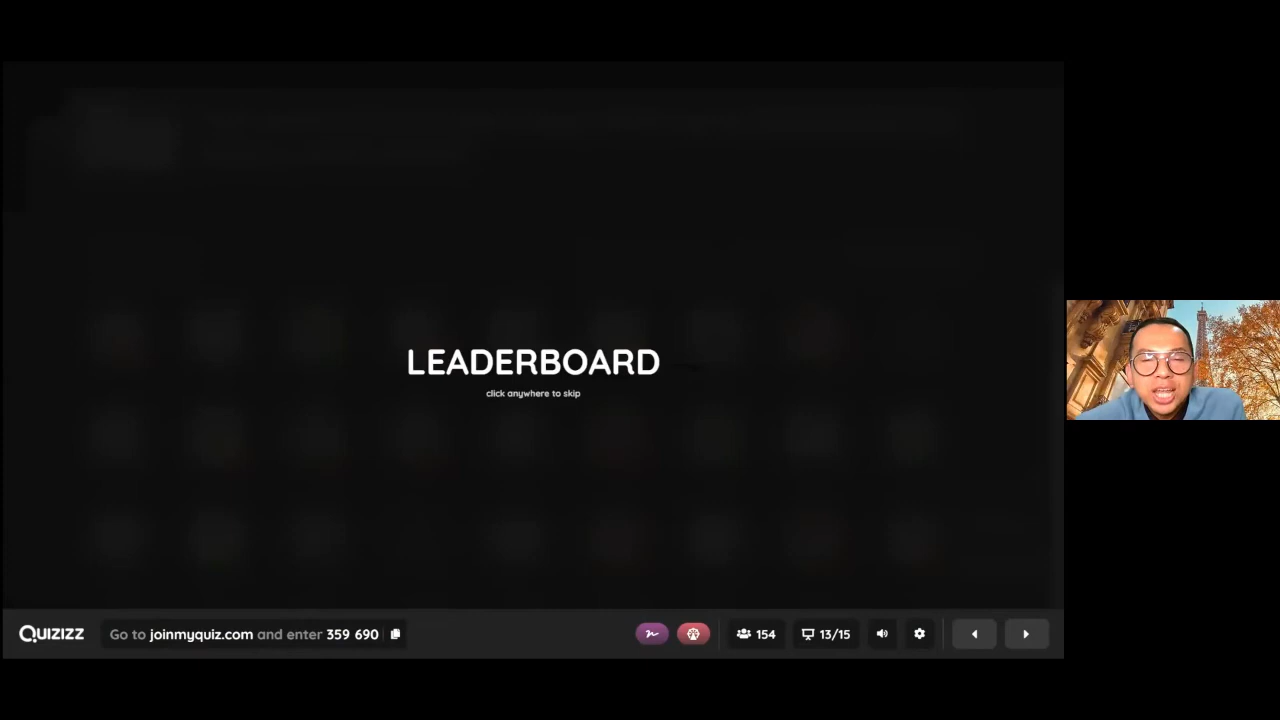 LEADERBOARD
click anywhere to skip
QUIZIZZ
Go to joinmyquiz.com and enter 359 690
154
13/15